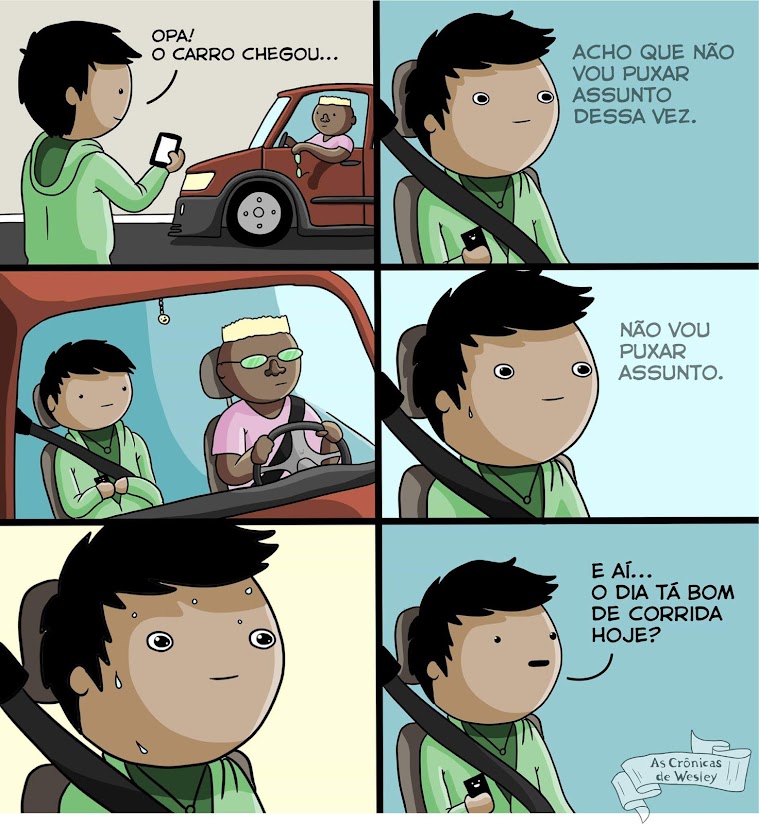 OPA!
O CARRO CHEGOU...
ACHO QUE NÃO
VOU PUXAR
ASSUNTO
DESSA VEZ.
NÃO VOU
PUXAR
ASSUNTO.
E AÍ...
O DIA TÁ BOM
DE CORRIDA
HOJE?
As Crônicas
de Wesley